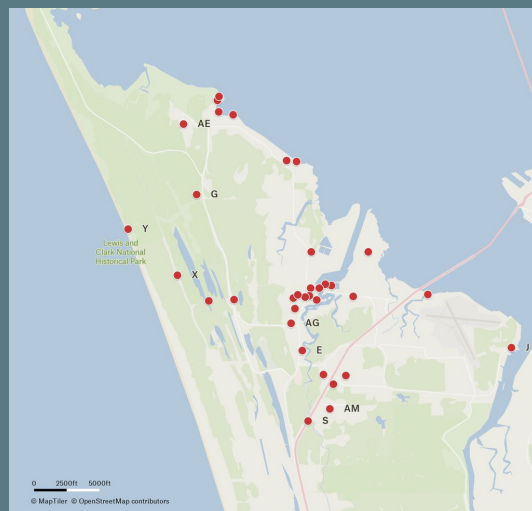 AE
G
Y
Lewis and
Clark National
Historical Park
X
AG
E
J
AM
S
0 2500ft 5000ft
© MapTiler © OpenStreetMap contributors